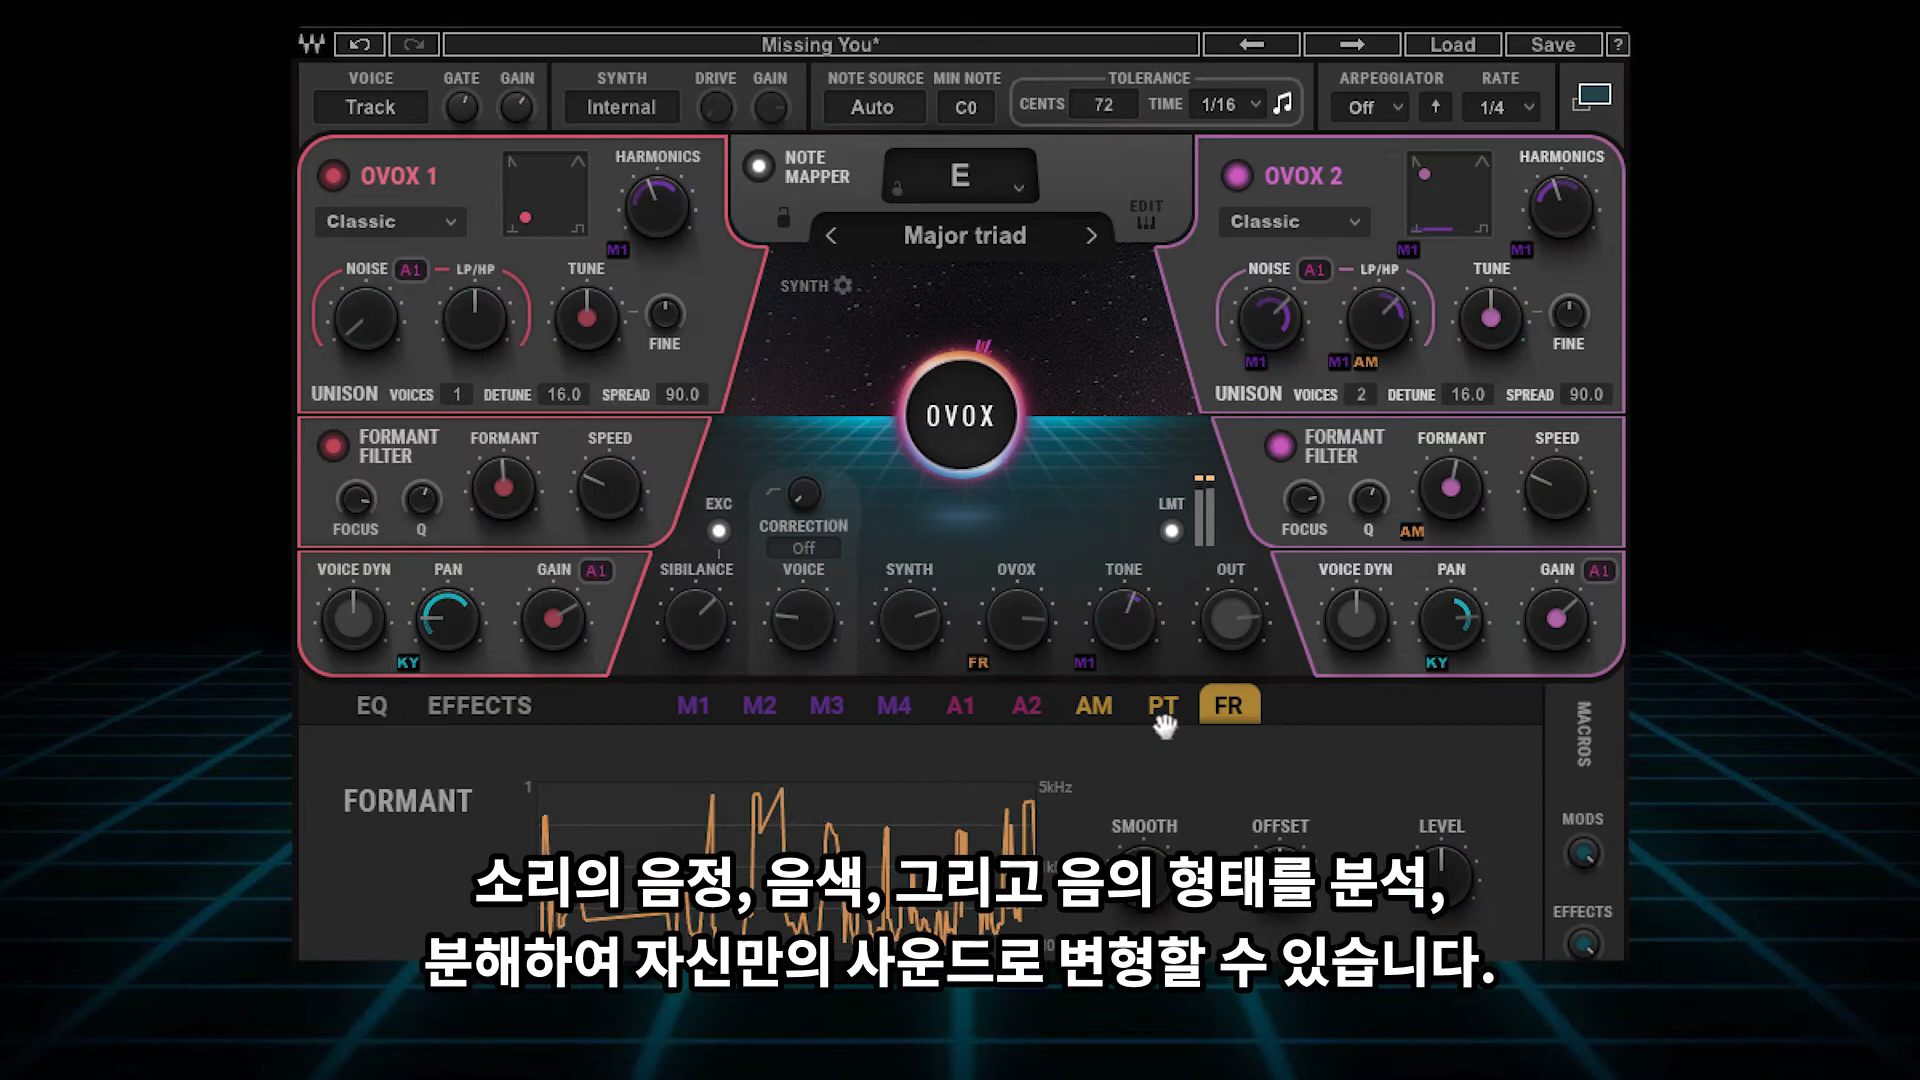 Missing You*
Load
Save
?
VOICE
GATE
GAIN
Track
SYNTH
DRIVE
GAIN
Internal
NOTE SOURCE
MIN NOTE
Auto
C0
TOLERANCE
CENTS
72
TIME
1/16
ARPEGGIATOR
RATE
Off
1/4
OVOX 1
Classic
HARMONICS
M1
NOISE
A1
LP/HP
TUNE
FINE
UNISON
VOICES
1
DETUNE
16.0
SPREAD
90.0
NOTE
MAPPER
E
EDIT
Major triad
SYNTH
OVOX
OVOX 2
Classic
HARMONICS
M1
M1
NOISE
A1
LP/HP
TUNE
M1
M1
AM
FINE
UNISON
VOICES
2
DETUNE
16.0
SPREAD
90.0
FORMANT
FILTER
FORMANT
SPEED
FOCUS
Q
EXC
CORRECTION
Off
LMT
FORMANT
FILTER
FORMANT
SPEED
FOCUS
Q
AM
VOICE DYN
PAN
GAIN
A1
KY
SIBILANCE
VOICE
SYNTH
OVOX
TONE
OUT
FR
M1
VOICE DYN
PAN
GAIN
A1
KY
EQ
EFFECTS
M1
M2
M3
M4
A1
A2
AM
PT
FR
MACROS
FORMANT
1
5kHz
SMOOTH
OFFSET
LEVEL
MODS
EFFECTS
소리의 음정, 음색, 그리고 음의 형태를 분석,
분해하여 자신만의 사운드로 변형할 수 있습니다.